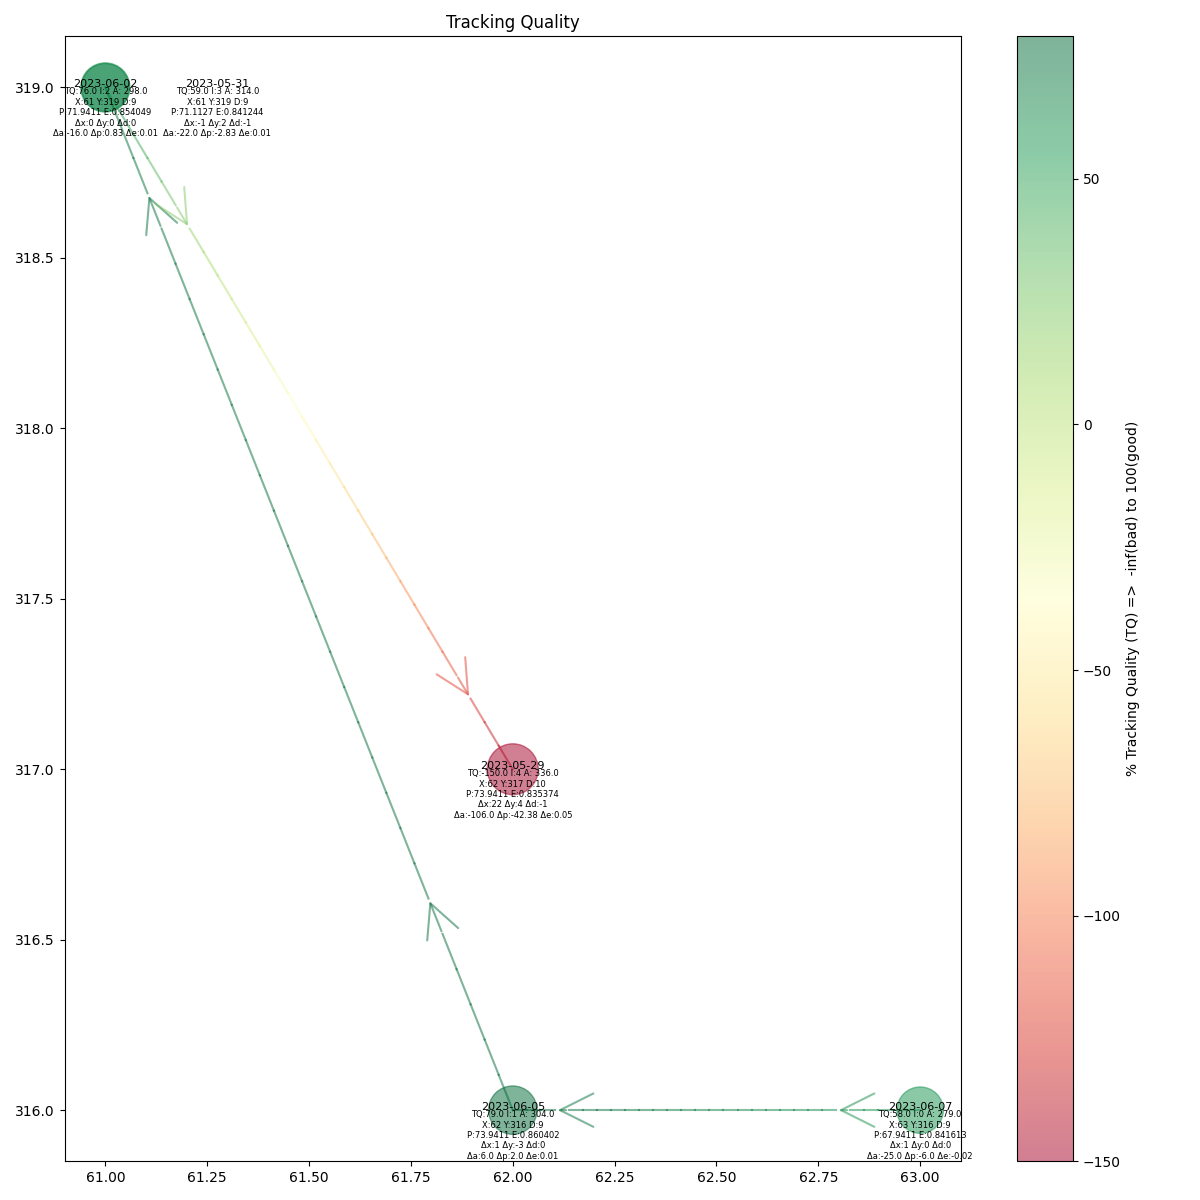 Tracking Quality
319.0
318.5
318.0
317.5
317.0
316.5
316.0
61.00
61.25
61.50
61.75
62.00
62.25
62.50
62.75
63.00
2023-06-02
TQ:76.0 I:2 A: 298.0
X:61 Y:319 D:9
P:71.9411 E:0.854049
Δx:0 Δy:0 Δd:0
Δa:-16.0 Δp:0.83 Δe:0.01
2023-05-31
TQ:59.0 I:3 A: 314.0
X:61 Y:319 D:9
P:71.1127 E:0.841244
Δx:-1 Δy:2 Δd:-1
Δa:-22.0 Δp:-2.83 Δe:0.01
2023-05-29
TQ:-150.0 I:4 A: 336.0
X:62 Y:317 D:10
P:73.9411 E:0.835374
Δx:22 Δy:4 Δd:-1
Δa:-106.0 Δp:-42.38 Δe:0.05
2023-06-05
TQ:79.0 I:1 A: 304.0
X:62 Y:316 D:9
P:73.9411 E:0.860402
Δx:1 Δy:-3 Δd:0
Δa:6.0 Δp:2.0 Δe:0.01
2023-06-07
TQ:58.0 I:0 A: 279.0
X:63 Y:316 D:9
P:67.9411 E:0.841613
Δx:1 Δy:0 Δd:0
Δa:-25.0 Δp:-6.0 Δe:-0.02
50
0
−50
−100
−150
% Tracking Quality (TQ) =>  -inf(bad) to 100(good)